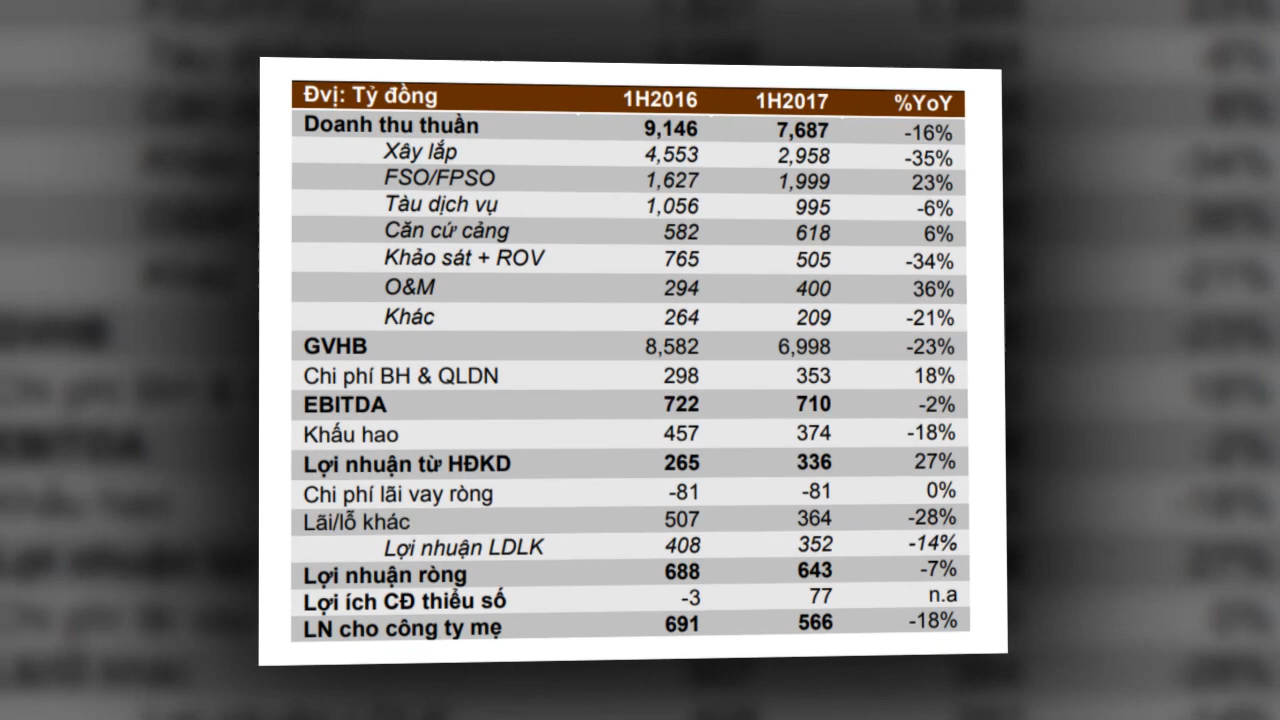 Đvị: Tỷ đồng 1H2016 1H2017 %YoY
Doanh thu thuần 9,146 7,687 -16%
Xây lắp 4,553 2,958 -35%
FSO/FPSO 1,627 1,999 23%
Tàu dịch vụ 1,056 995 -6%
Căn cứ cảng 582 618 6%
Khảo sát + ROV 765 505 -34%
O&M 294 400 36%
Khác 264 209 -21%
GVHB 8,582 6,998 -23%
Chi phí BH & QLDN 298 353 18%
EBITDA 722 710 -2%
Khấu hao 457 374 -18%
Lợi nhuận từ HĐKD 265 336 27%
Chi phí lãi vay ròng -81 -81 0%
Lãi/lỗ khác 507 364 -28%
Lợi nhuận LDLK 408 352 -14%
Lợi nhuận ròng 688 643 -7%
Lợi ích CĐ thiểu số -3 77 n.a
LN cho công ty mẹ 691 566 -18%